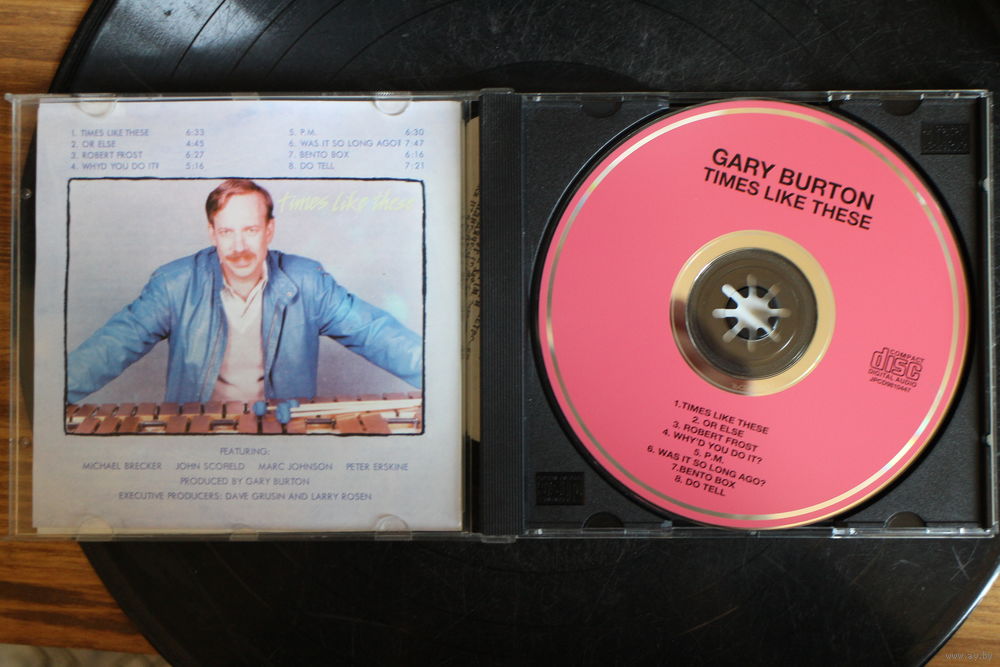 1. TIMES LIKE THESE 6:33
2. OR ELSE 4:45
3. ROBERT FROST 6:27
4. WHYD YOU DO IT? 5:16
5. P.M. 6:30
6. WAS IT SO LONG AGO? 7:47
7. BENTO BOX 6:16
8. DO TELL 7:21
times like these
FEATURING:
MICHAEL BRECKER JOHN SCOFIELD MARC JOHNSON PETER ERSKINE
PRODUCED BY GARY BURTON
EXECUTIVE PRODUCERS: DAVE GRUSIN AND LARRY ROSEN
GARY BURTON
TIMES LIKE THESE
COMPACT
disc
DIGITAL AUDIO
JPCD9810447
1.TIMES LIKE THESE
2. OR ELSE
3. ROBERT FROST
4. WHY'D YOU DO IT?
5. P.M.
6. WAS IT SO LONG AGO?
7.BENTO BOX
8. DO TELL
www.ay.by